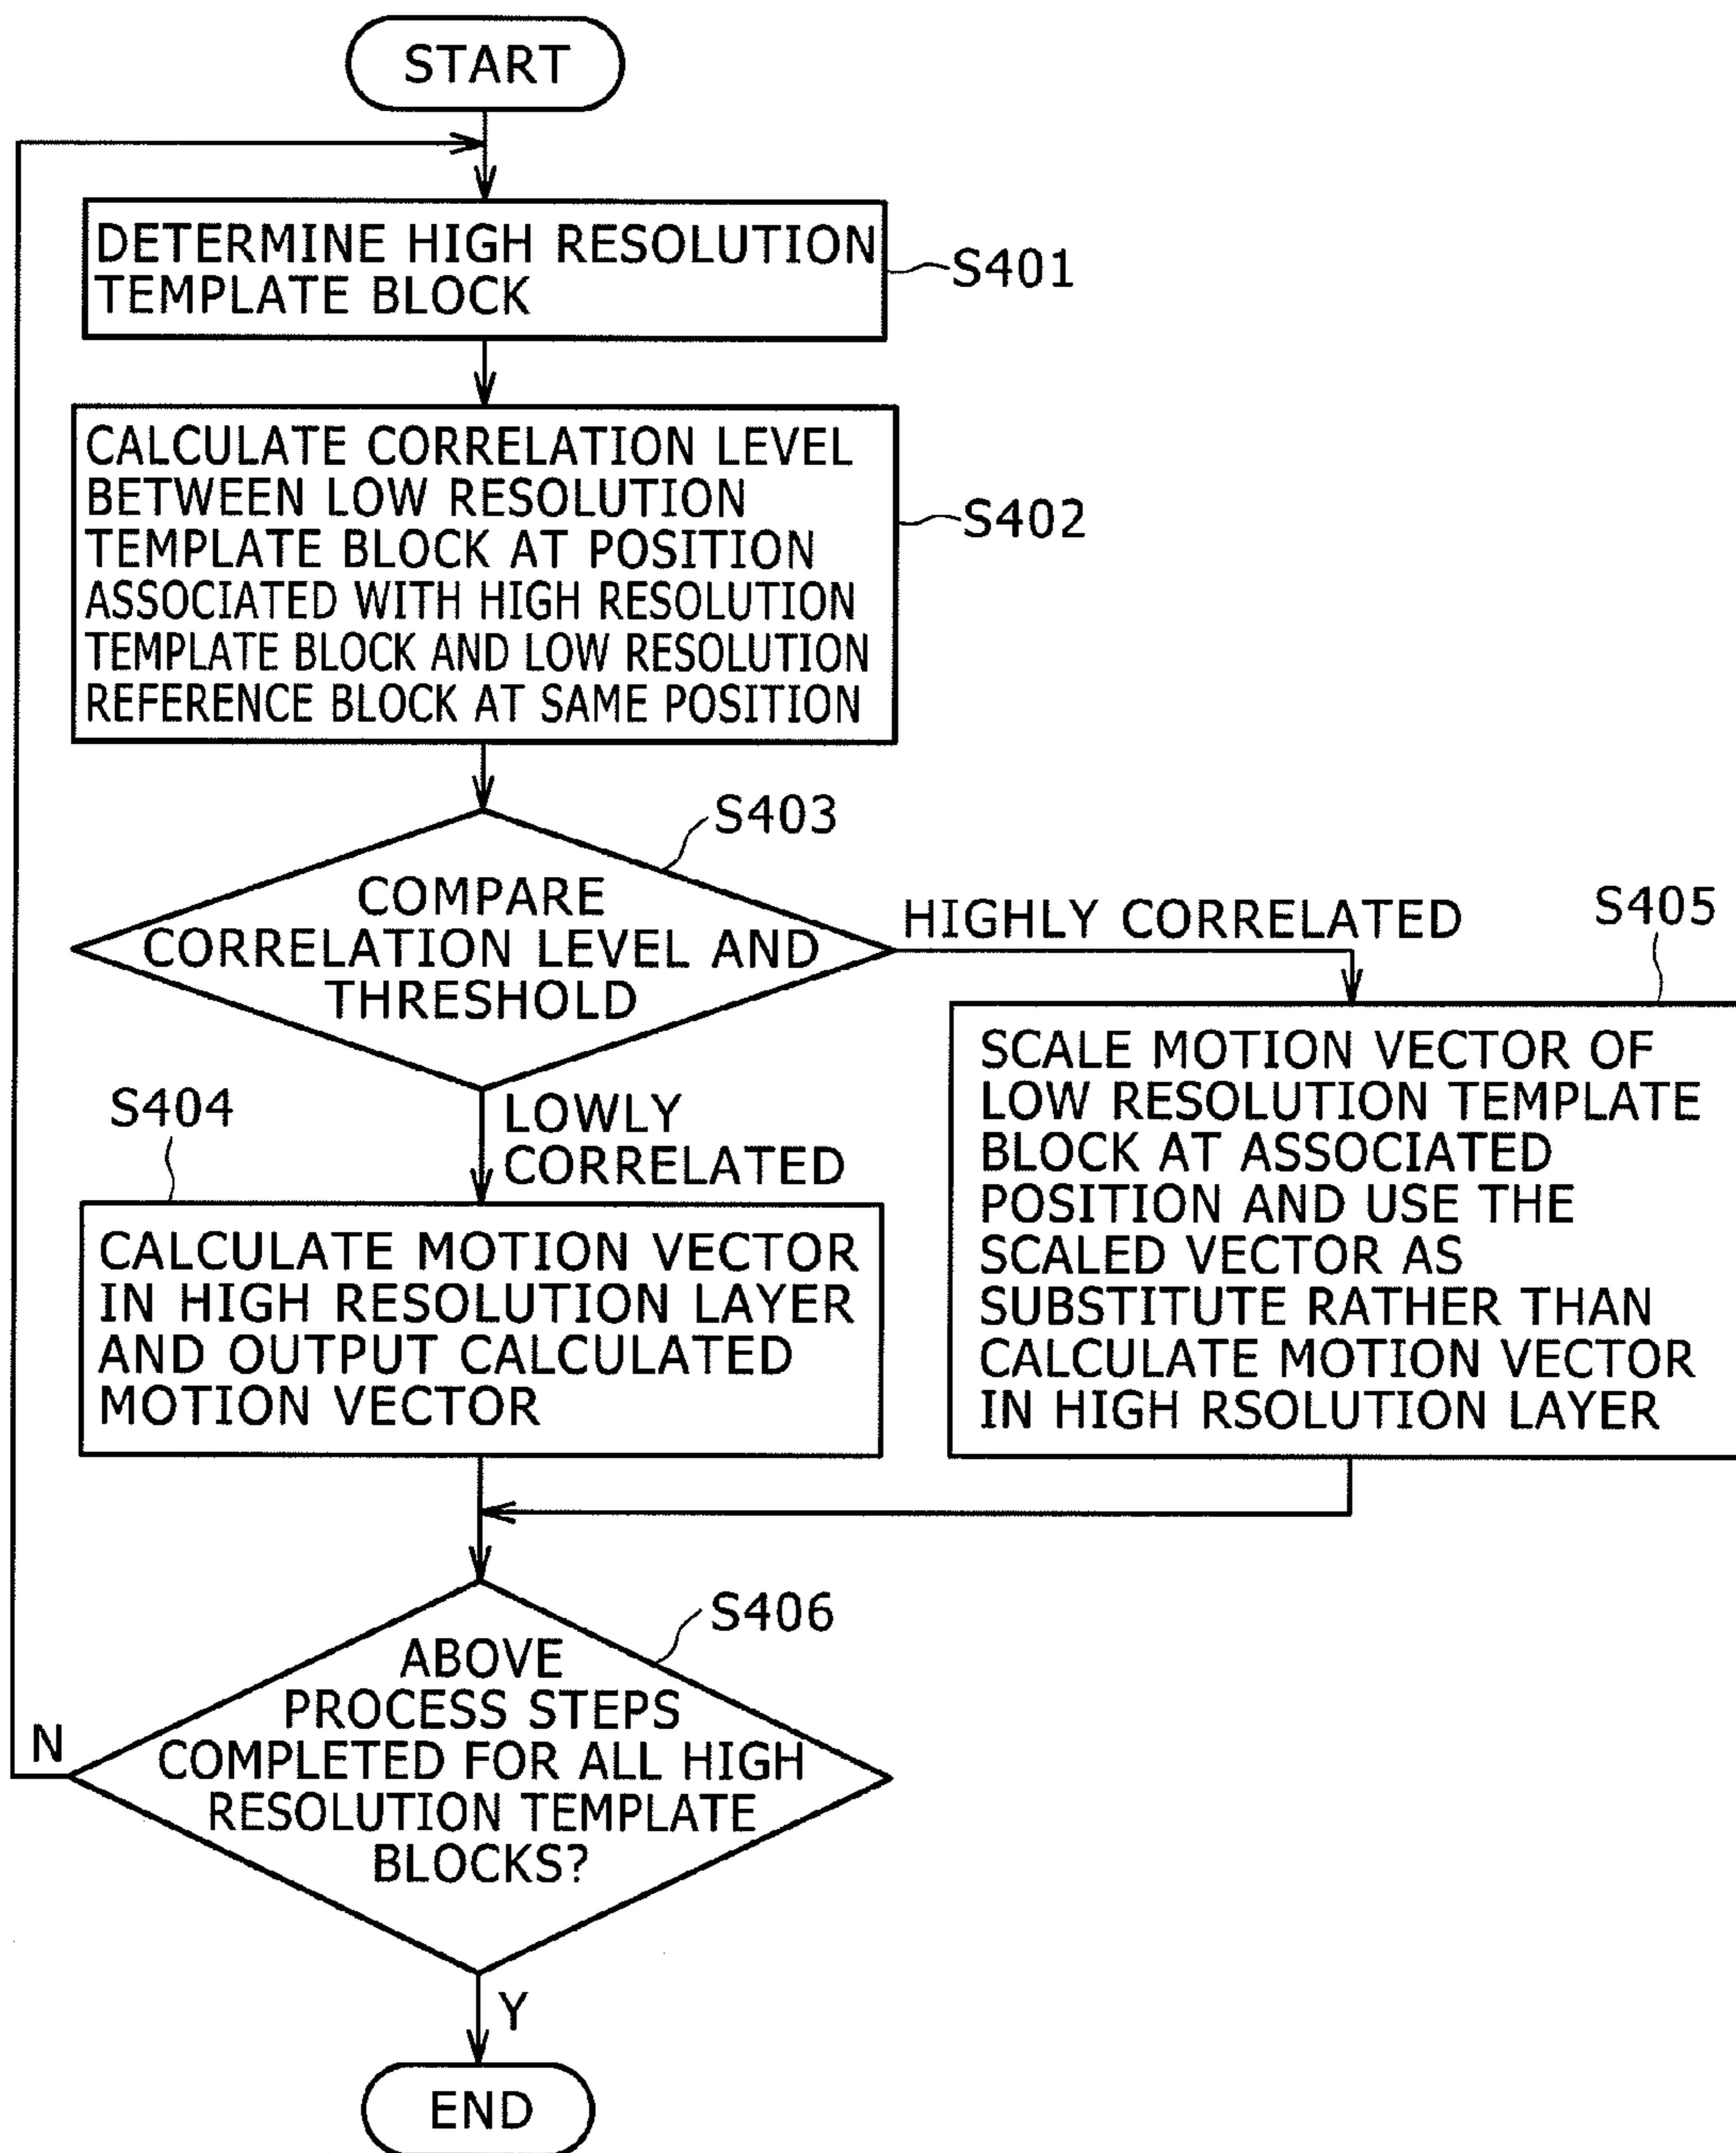 START
DETERMINE HIGH RESOLUTION
TEMPLATE BLOCK
S401
CALCULATE CORRELATION LEVEL
BETWEEN LOW RESOLUTION
TEMPLATE BLOCK AT POSITION
ASSOCIATED WITH HIGH RESOLUTION
TEMPLATE BLOCK AND LOW RESOLUTION
REFERENCE BLOCK AT SAME POSITION
S402
S403
COMPARE
CORRELATION LEVEL AND
THRESHOLD
HIGHLY CORRELATED
S405
LOWLY
CORRELATED
S404
CALCULATE MOTION VECTOR
IN HIGH RESOLUTION LAYER
AND OUTPUT CALCULATED
MOTION VECTOR
SCALE MOTION VECTOR OF
LOW RESOLUTION TEMPLATE
BLOCK AT ASSOCIATED
POSITION AND USE THE
SCALED VECTOR AS
SUBSTITUTE RATHER THAN
CALCULATE MOTION VECTOR
IN HIGH RSOLUTION LAYER
S406
ABOVE
PROCESS STEPS
COMPLETED FOR ALL HIGH
RESOLUTION TEMPLATE
BLOCKS?
N
Y
END